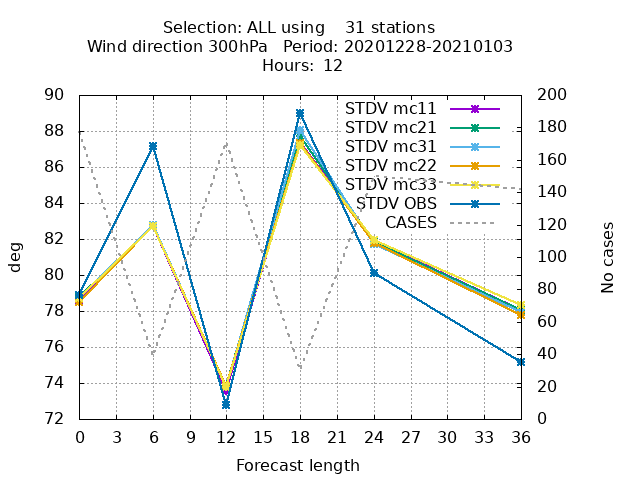 Selection: ALL using    31 stations
Wind direction 300hPa   Period: 20201228-20210103
Hours:  12
90
88
86
84
82
80
78
76
74
72
200
180
160
140
120
100
80
60
40
20
0
STDV mc11
STDV mc21
STDV mc31
STDV mc22
STDV mc33
STDV OBS
CASES
deg
No cases
0 3 6 9 12 15 18 21 24 27 30 33 36
Forecast length